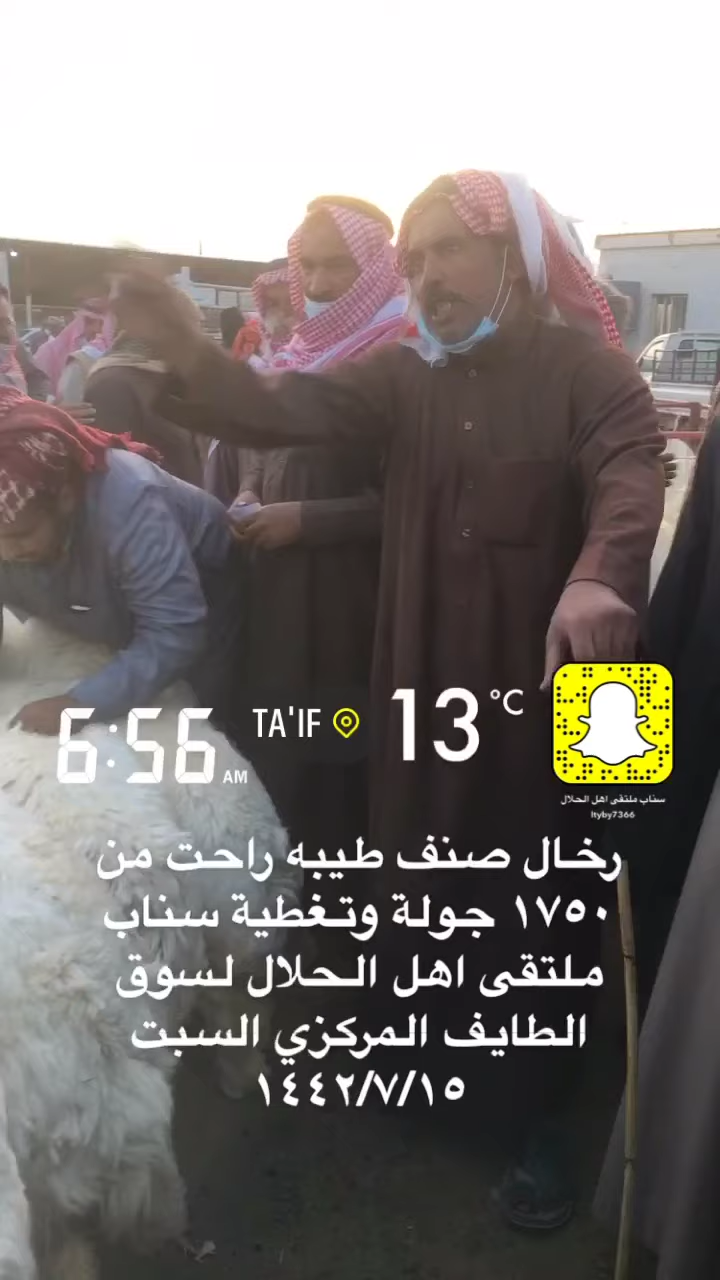 6:56 AM
TA'IF
13 °C
سناب ملتقى اهل الحلال
ltyby7366
رخال صنف طيبه راحت من
١٧٥٠ جولة وتغطية سناب
ملتقى اهل الحلال لسوق
الطايف المركزي السبت
١٤٤٢/٧/١٥